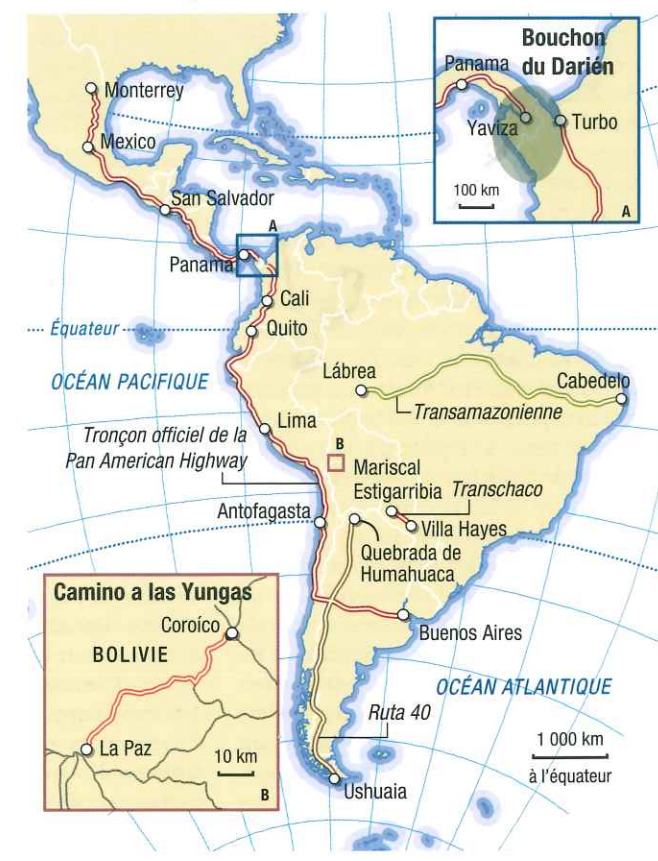 Monterrey
Mexico
San Salvador
A
Panama
Cali
Équateur
Quito
OCÉAN PACIFIQUE
Lábrea
Cabedelo
Transamazonienne
Lima
Tronçon officiel de la
Pan American Highway
B
Mariscal
Estigarribia
Transchaco
Antofagasta
Villa Hayes
Quebrada de
Humahuaca
Buenos Aires
OCÉAN ATLANTIQUE
Ruta 40
1 000 km
à l'équateur
Ushuaia
Bouchon
du Darién
Panama
Yaviza
Turbo
100 km
A
Camino a las Yungas
Coroíco
BOLIVIE
La Paz
10 km
B